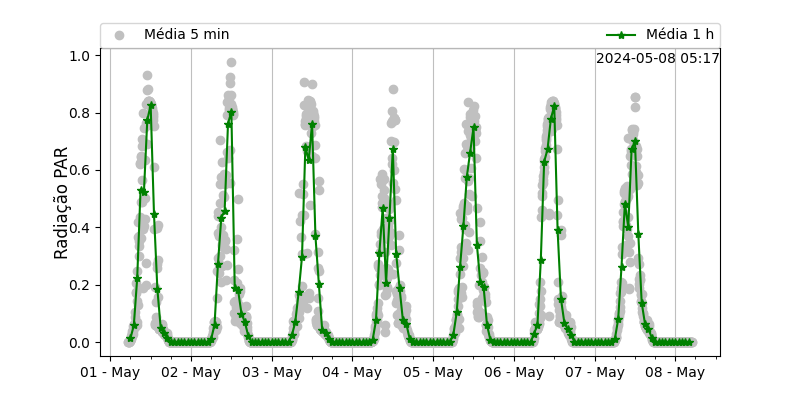 Média 5 min
Média 1 h
2024-05-08 05:17
Radiação PAR
1.0
0.8
0.6
0.4
0.2
0.0
01 - May
02 - May
03 - May
04 - May
05 - May
06 - May
07 - May
08 - May